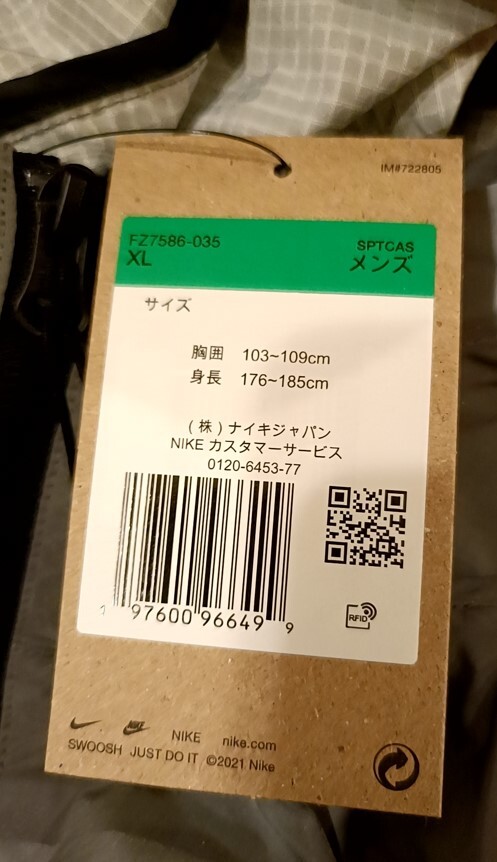 IM#722805
FZ7586-035 SPTCAS
XL メンズ
サイズ
胸囲 103~109cm
身長 176~185cm
(株)ナイキジャパン
NIKE カスタマーサービス
0120-6453-77
1 97600 96649 9
RFID
NIKE nike.com
SWOOSH JUST DO IT ©2021 Nike